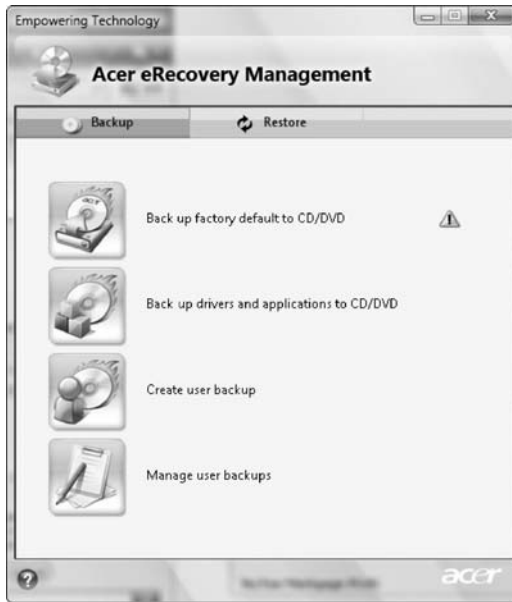 Empowering Technology
Acer eRecovery Management
Backup
Restore
Back up factory default to CD/DVD
Back up drivers and applications to CD/DVD
Create user backup
Manage user backups
acer